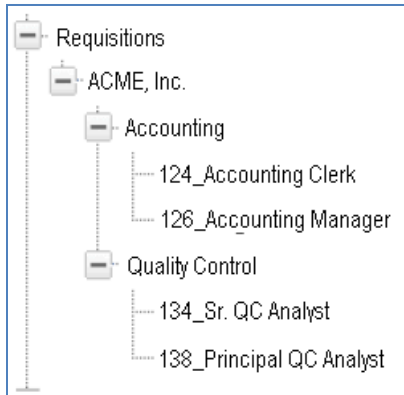 Requisitions
ACME, Inc.
Accounting
124_Accounting Clerk
126_Accounting Manager
Quality Control
134_Sr. QC Analyst
138_Principal QC Analyst